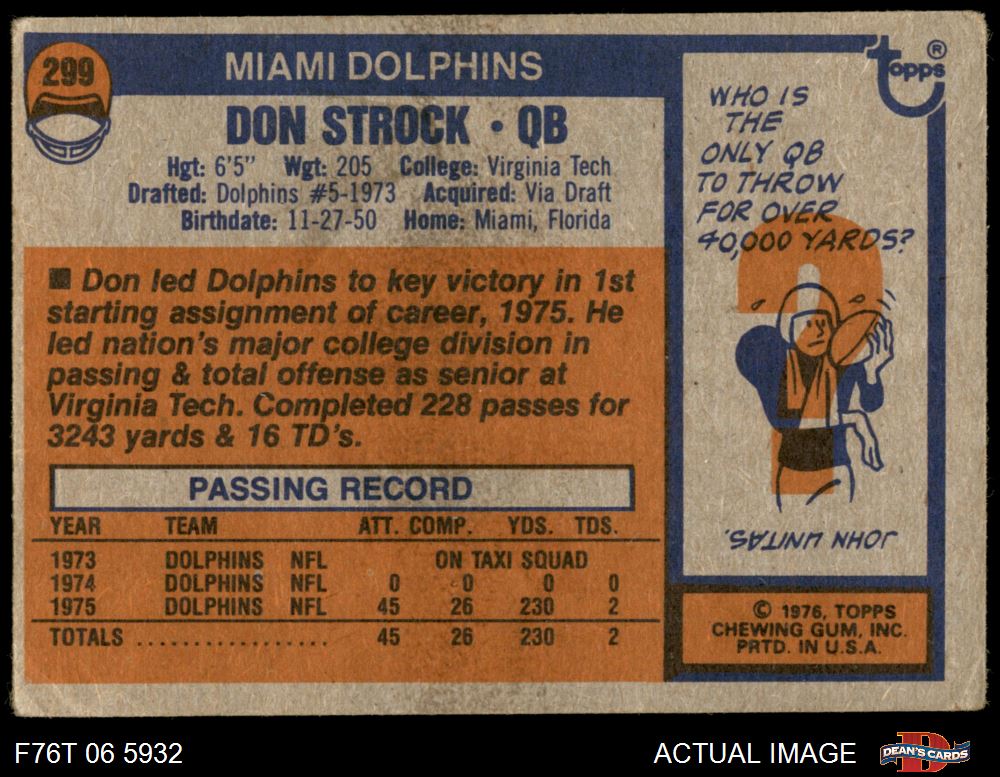 299
MIAMI DOLPHINS
DON STROCK • QB
Hgt: 6'5" Wgt: 205 College: Virginia Tech
Drafted: Dolphins #5-1973 Acquired: Via Draft
Birthdate: 11-27-50 Home: Miami, Florida
■ Don led Dolphins to key victory in 1st
starting assignment of career, 1975. He
led nation's major college division in
passing & total offense as senior at
Virginia Tech. Completed 228 passes for
3243 yards & 16 TD's.
PASSING RECORD
YEAR TEAM ATT. COMP. YDS. TDS.
1973 DOLPHINS NFL ON TAXI SQUAD
1974 DOLPHINS NFL 0 0 0 0
1975 DOLPHINS NFL 45 26 230 2
TOTALS .................. 45 26 230 2
topps ®
WHO IS
THE
ONLY QB
TO THROW
FOR OVER
40,000 YARDS?
JOHN UNITAS.
© 1976, TOPPS
CHEWING GUM, INC.
PRTD. IN U.S.A.
F76T 06 5932
ACTUAL IMAGE
D
DEAN'S CARDS